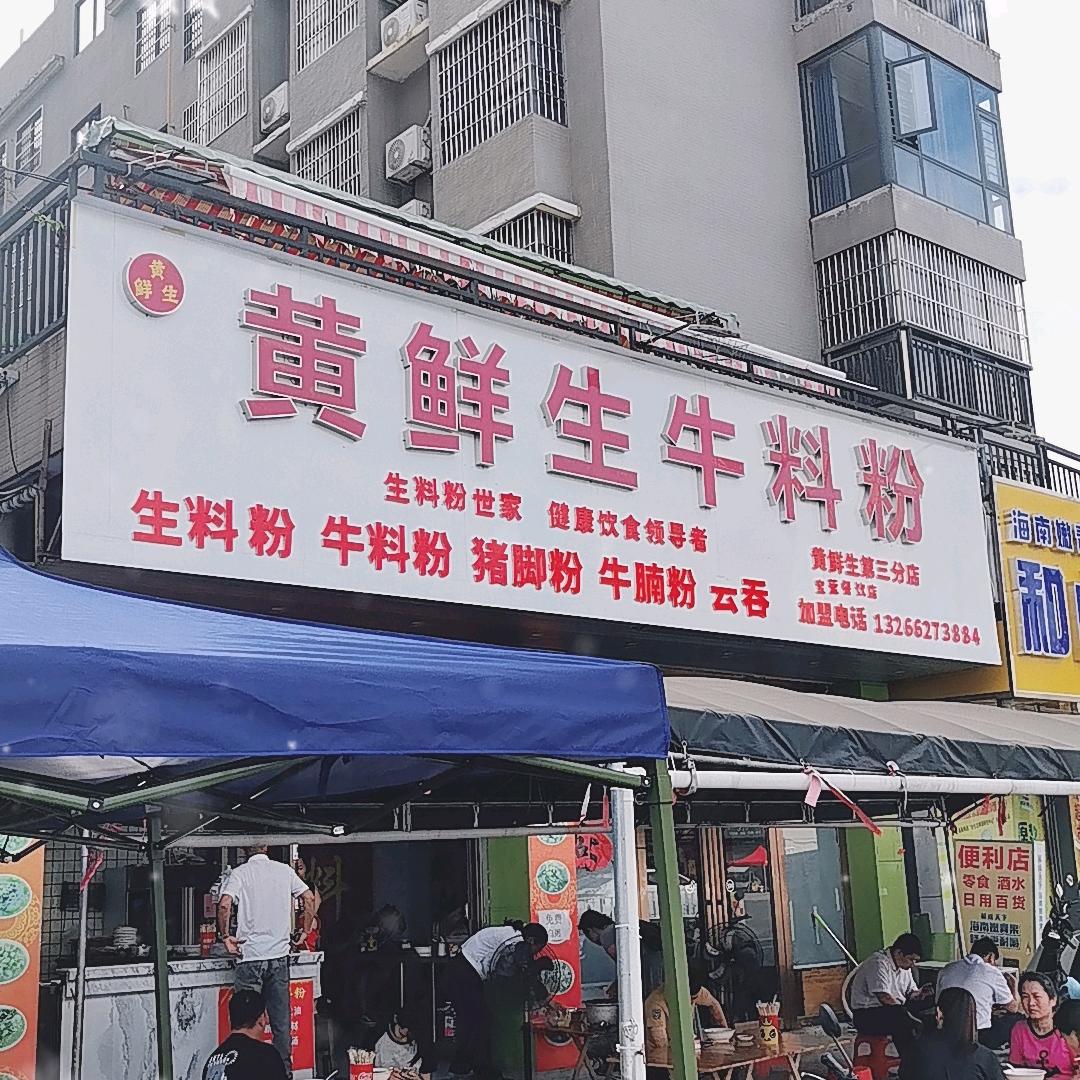 黄
鲜生
黄鲜生牛料粉
生料粉世家 健康饮食领导者
生料粉 牛料粉 猪脚粉 牛腩粉 云吞
黄鲜生第三分店
加盟电话 13266273884
海南嫩
和
便利店
零食 酒水
日用百货
免费